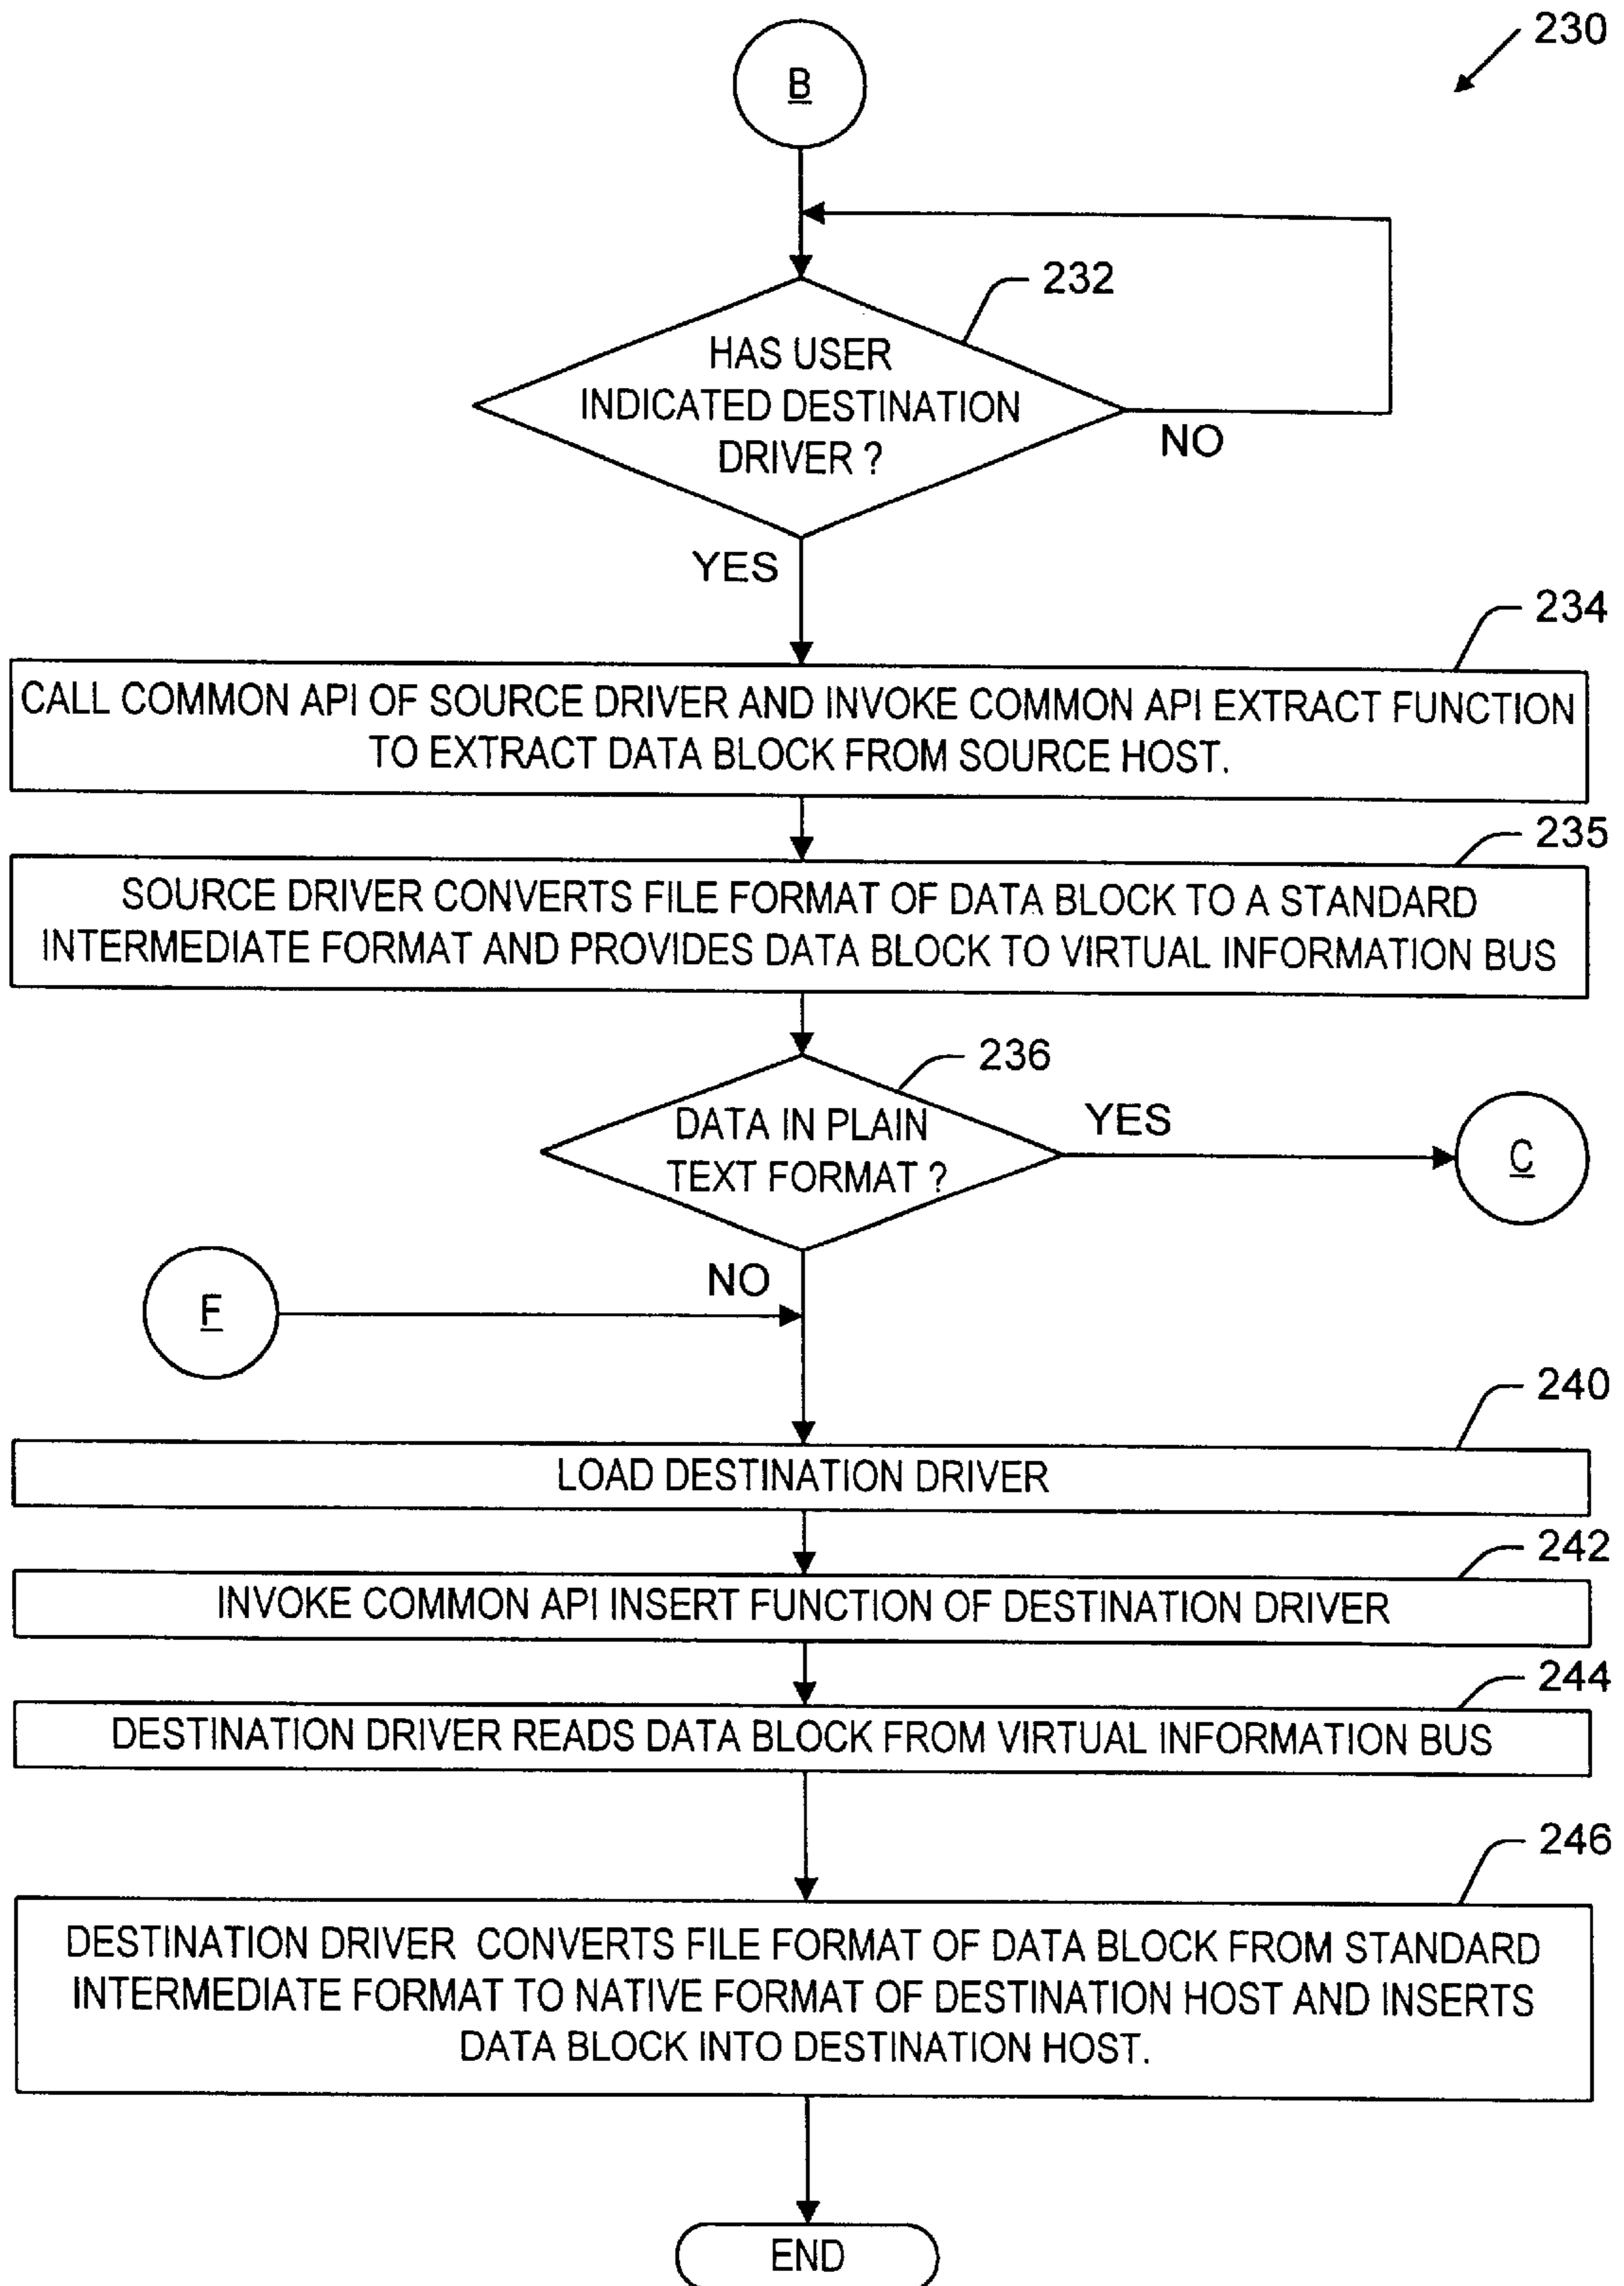 230
B
232
HAS USER
INDICATED DESTINATION
DRIVER ?
NO
YES
234
CALL COMMON API OF SOURCE DRIVER AND INVOKE COMMON API EXTRACT FUNCTION
TO EXTRACT DATA BLOCK FROM SOURCE HOST.
235
SOURCE DRIVER CONVERTS FILE FORMAT OF DATA BLOCK TO A STANDARD
INTERMEDIATE FORMAT AND PROVIDES DATA BLOCK TO VIRTUAL INFORMATION BUS
236
DATA IN PLAIN
TEXT FORMAT ?
YES
C
NO
F
240
LOAD DESTINATION DRIVER
242
INVOKE COMMON API INSERT FUNCTION OF DESTINATION DRIVER
244
DESTINATION DRIVER READS DATA BLOCK FROM VIRTUAL INFORMATION BUS
246
DESTINATION DRIVER CONVERTS FILE FORMAT OF DATA BLOCK FROM STANDARD
INTERMEDIATE FORMAT TO NATIVE FORMAT OF DESTINATION HOST AND INSERTS
DATA BLOCK INTO DESTINATION HOST.
END